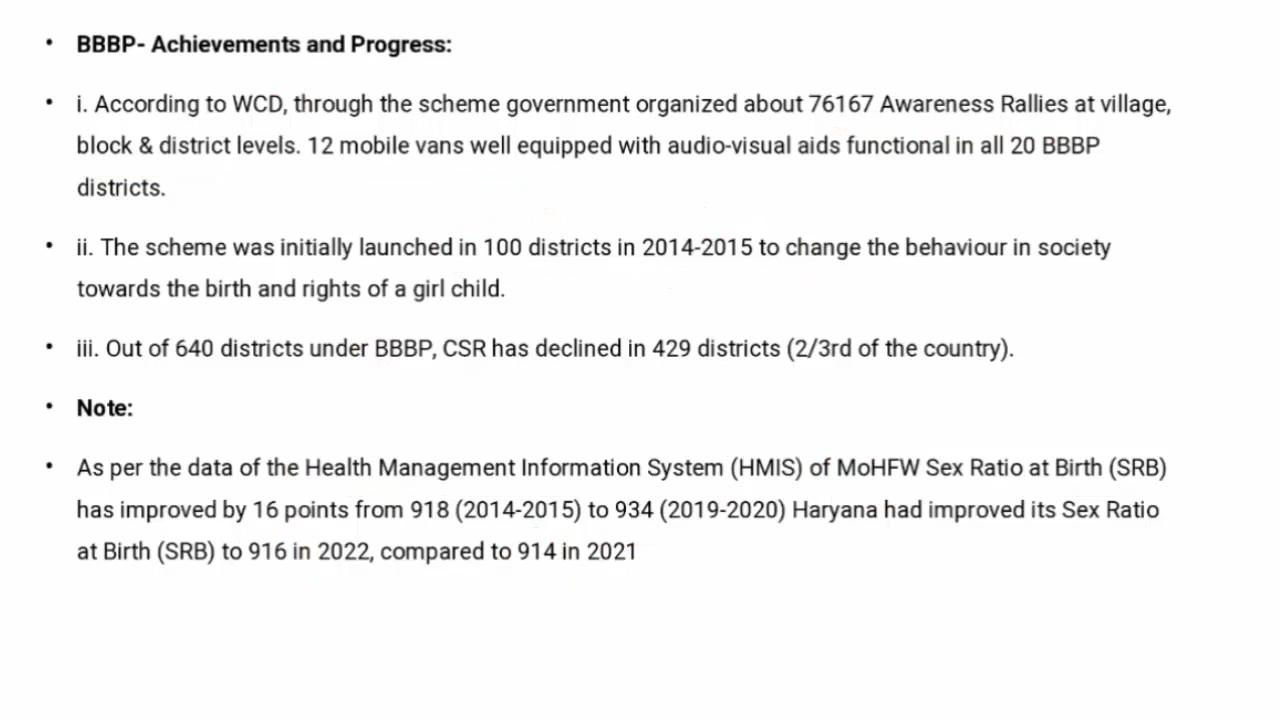 • BBBP- Achievements and Progress:
• i. According to WCD, through the scheme government organized about 76167 Awareness Rallies at village,
block & district levels. 12 mobile vans well equipped with audio-visual aids functional in all 20 BBBP
districts.
• ii. The scheme was initially launched in 100 districts in 2014-2015 to change the behaviour in society
towards the birth and rights of a girl child.
• iii. Out of 640 districts under BBBP, CSR has declined in 429 districts (2/3rd of the country).
• Note:
• As per the data of the Health Management Information System (HMIS) of MoHFW Sex Ratio at Birth (SRB)
has improved by 16 points from 918 (2014-2015) to 934 (2019-2020) Haryana had improved its Sex Ratio
at Birth (SRB) to 916 in 2022, compared to 914 in 2021